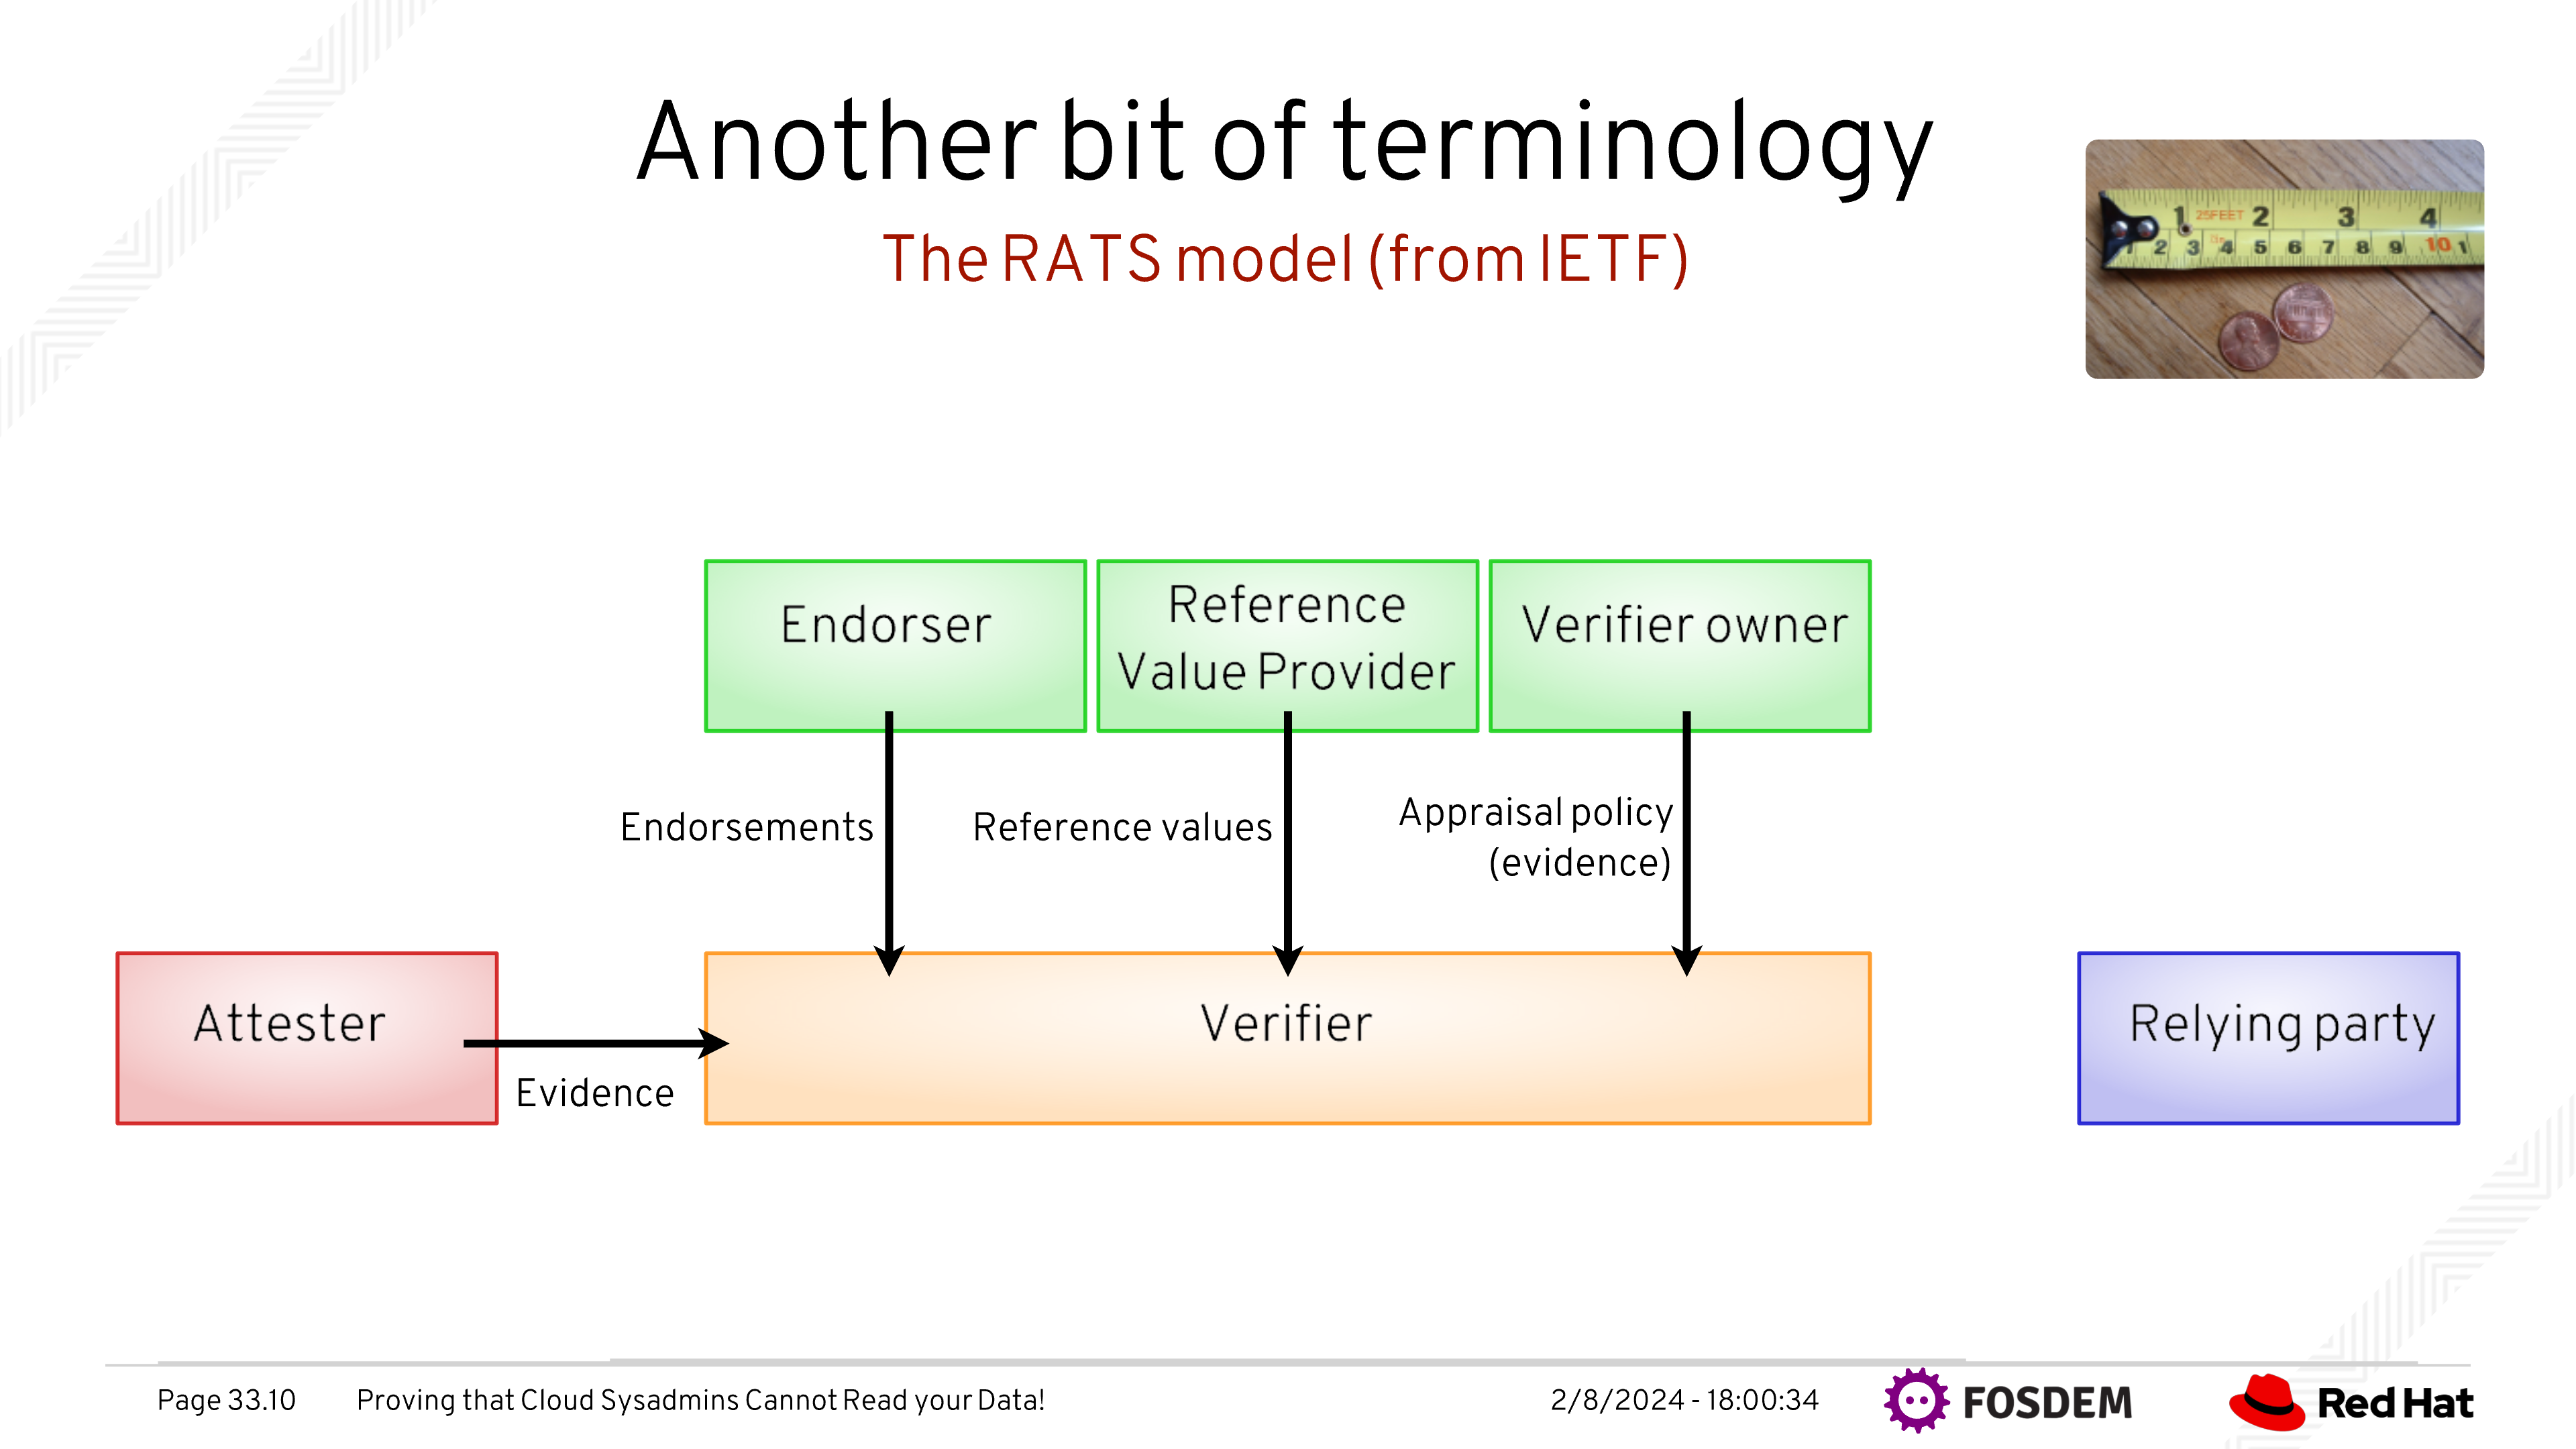 Another bit of terminology
The RATS model (from IETF)
1 25FEET 2 3 4
1 2 3 4 5 6 7 8 9 10 1
Endorser
Reference
Value Provider
Verifier owner
Endorsements
Reference values
Appraisal policy
(evidence)
Attester
Evidence
Verifier
Relying party
Page 33.10
Proving that Cloud Sysadmins Cannot Read your Data!
2/8/2024 - 18:00:34
FOSDEM
Red Hat